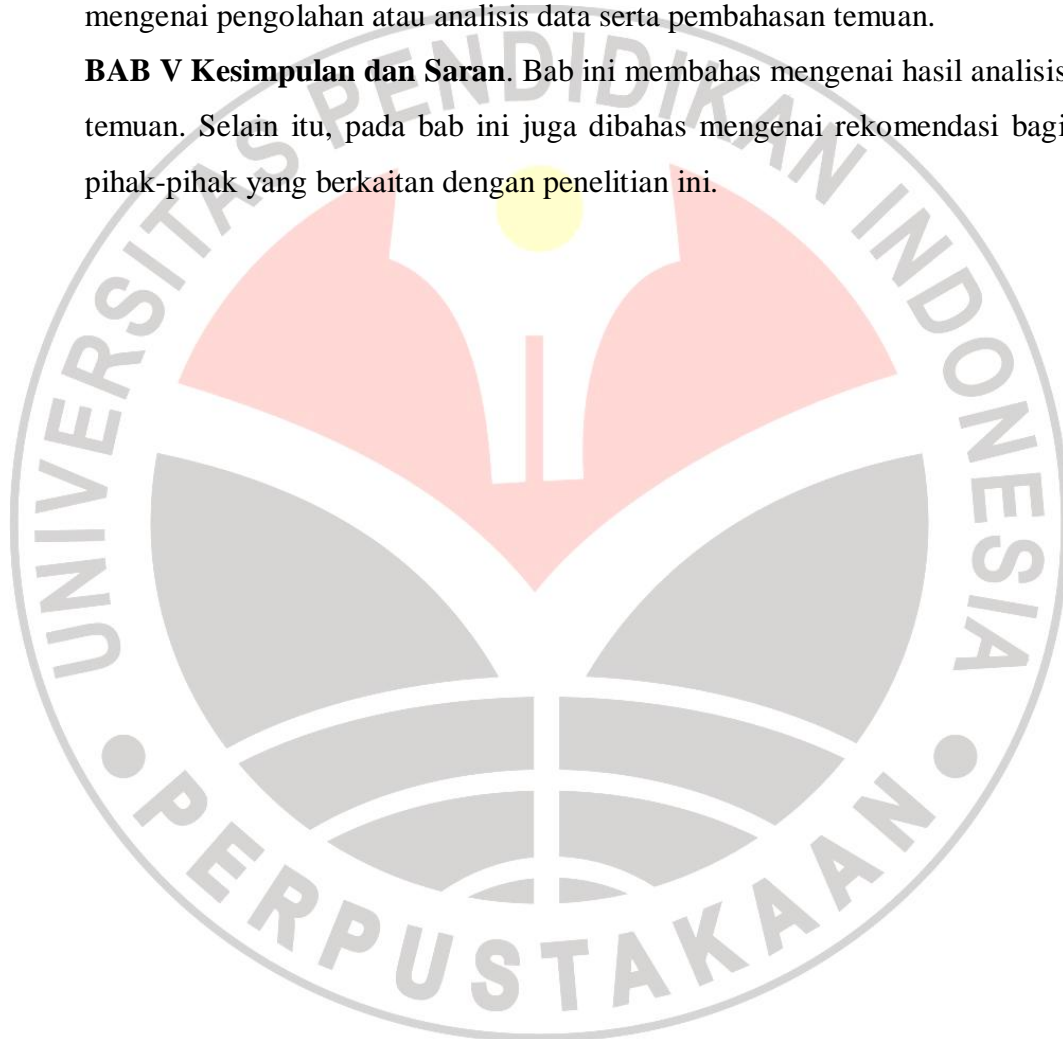 mengenai pengolahan atau analisis data serta pembahasan temuan.
BAB V Kesimpulan dan Saran. Bab ini membahas mengenai hasil analisis
temuan. Selain itu, pada bab ini juga dibahas mengenai rekomendasi bagi
pihak-pihak yang berkaitan dengan penelitian ini.
UNIVERSITAS PENDIDIKAN INDONESIA
PERPUSTAKAAN